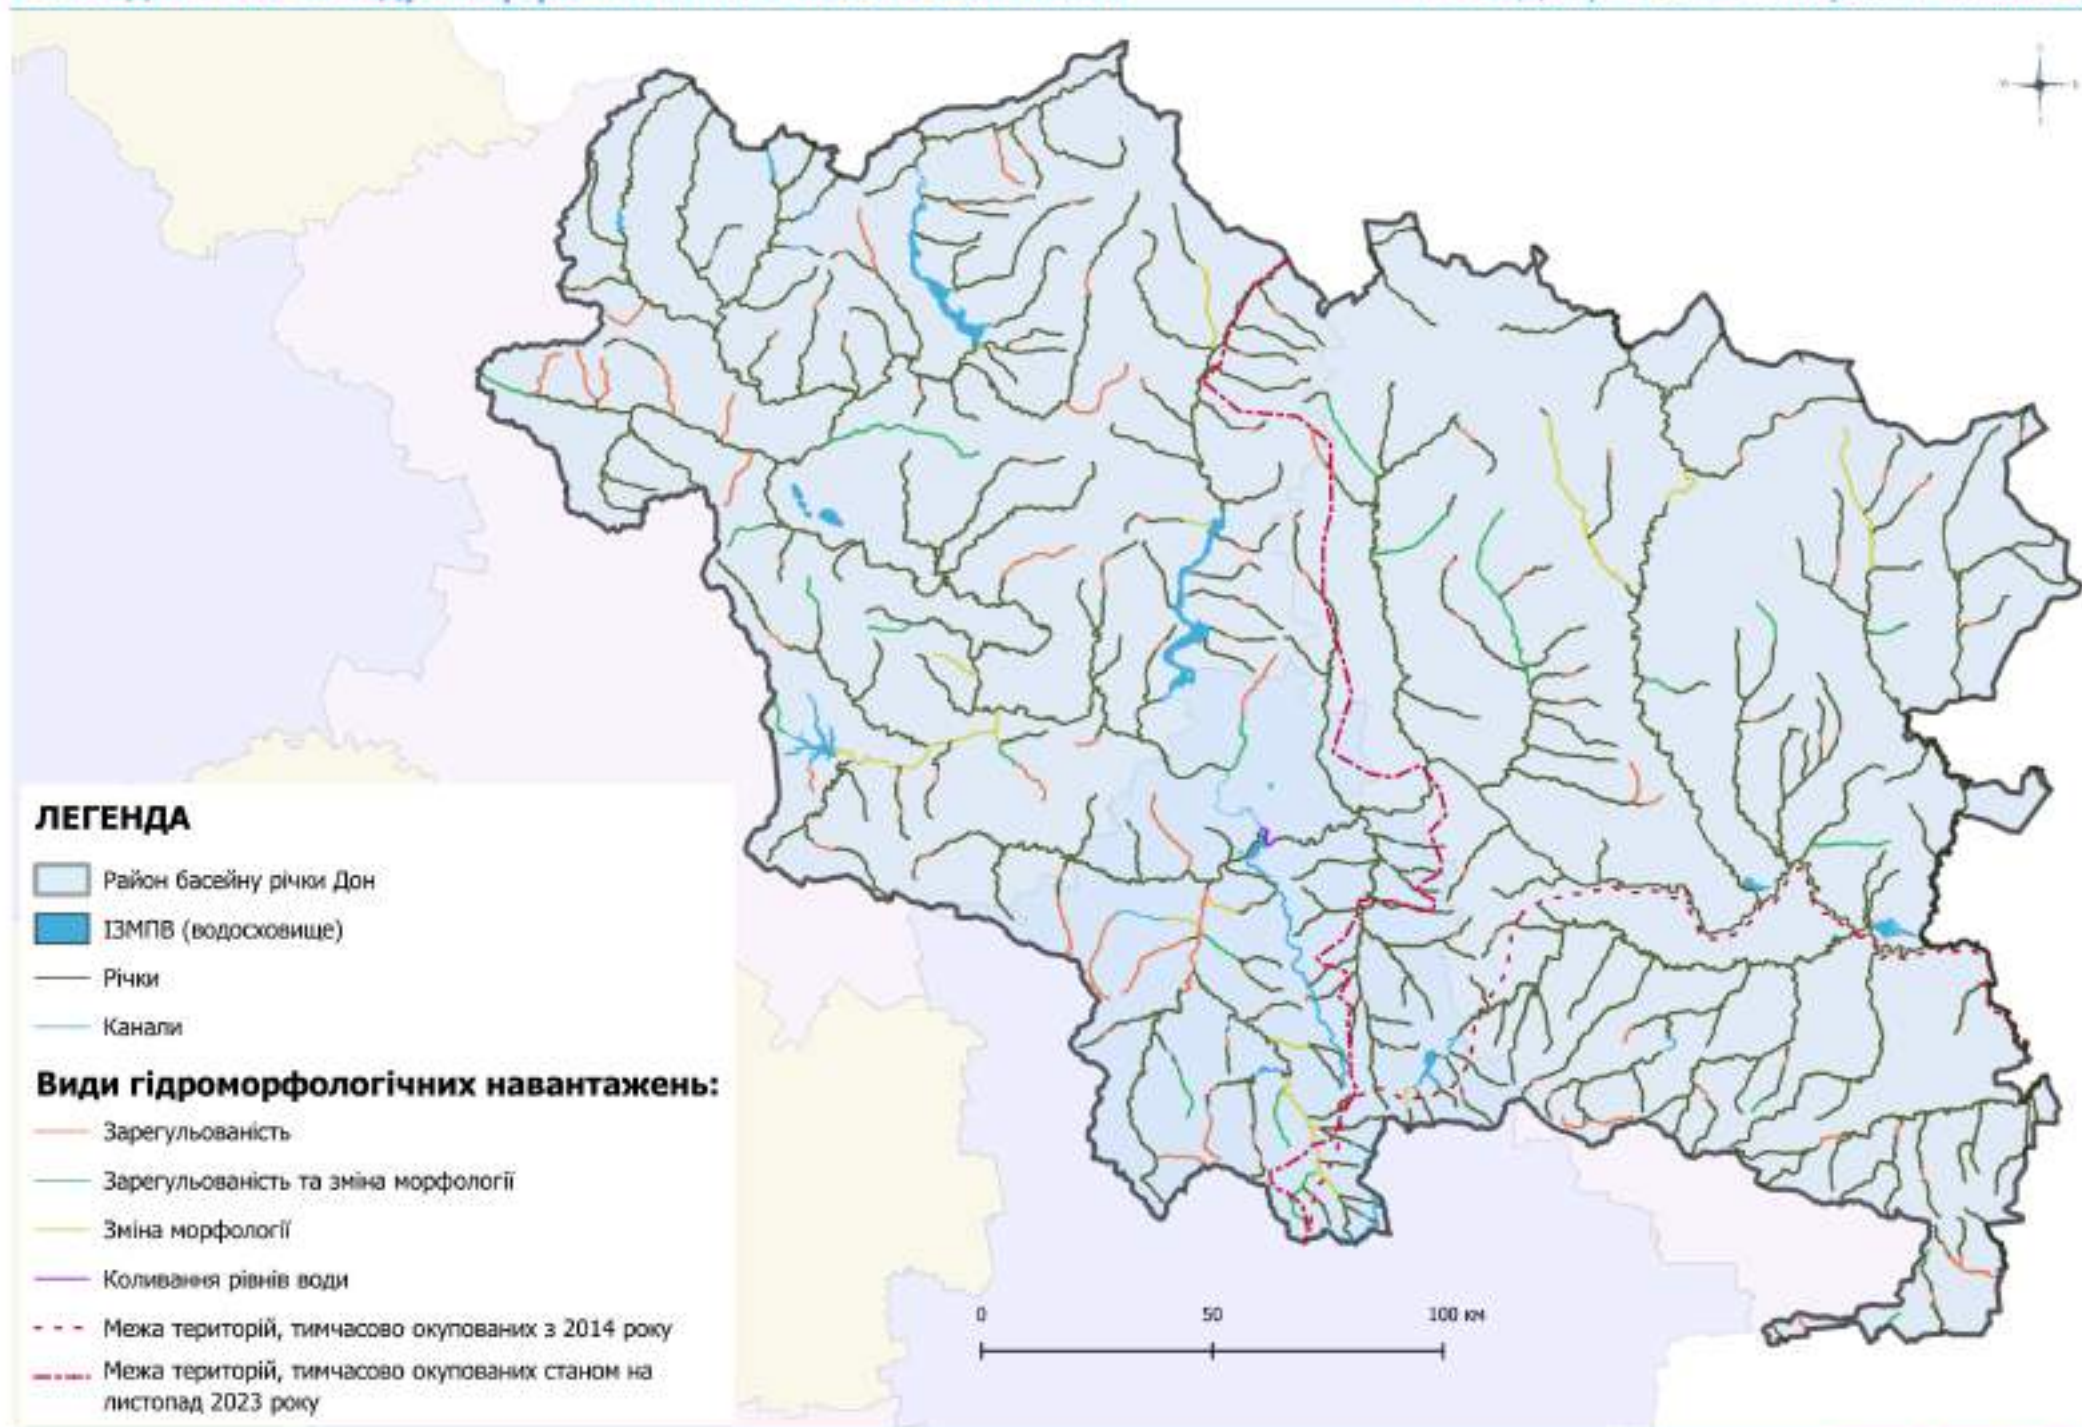 ЛЕГЕНДА
Район басейну річки Дон
ІЗМПВ (водосховище)
Річки
Канали
Види гідроморфологічних навантажень:
Зарегульованість
Зарегульованість та зміна морфології
Зміна морфології
Коливання рівнів води
Межа територій, тимчасово окупованих з 2014 року
Межа територій, тимчасово окупованих станом на
листопад 2023 року
0 50 100 км